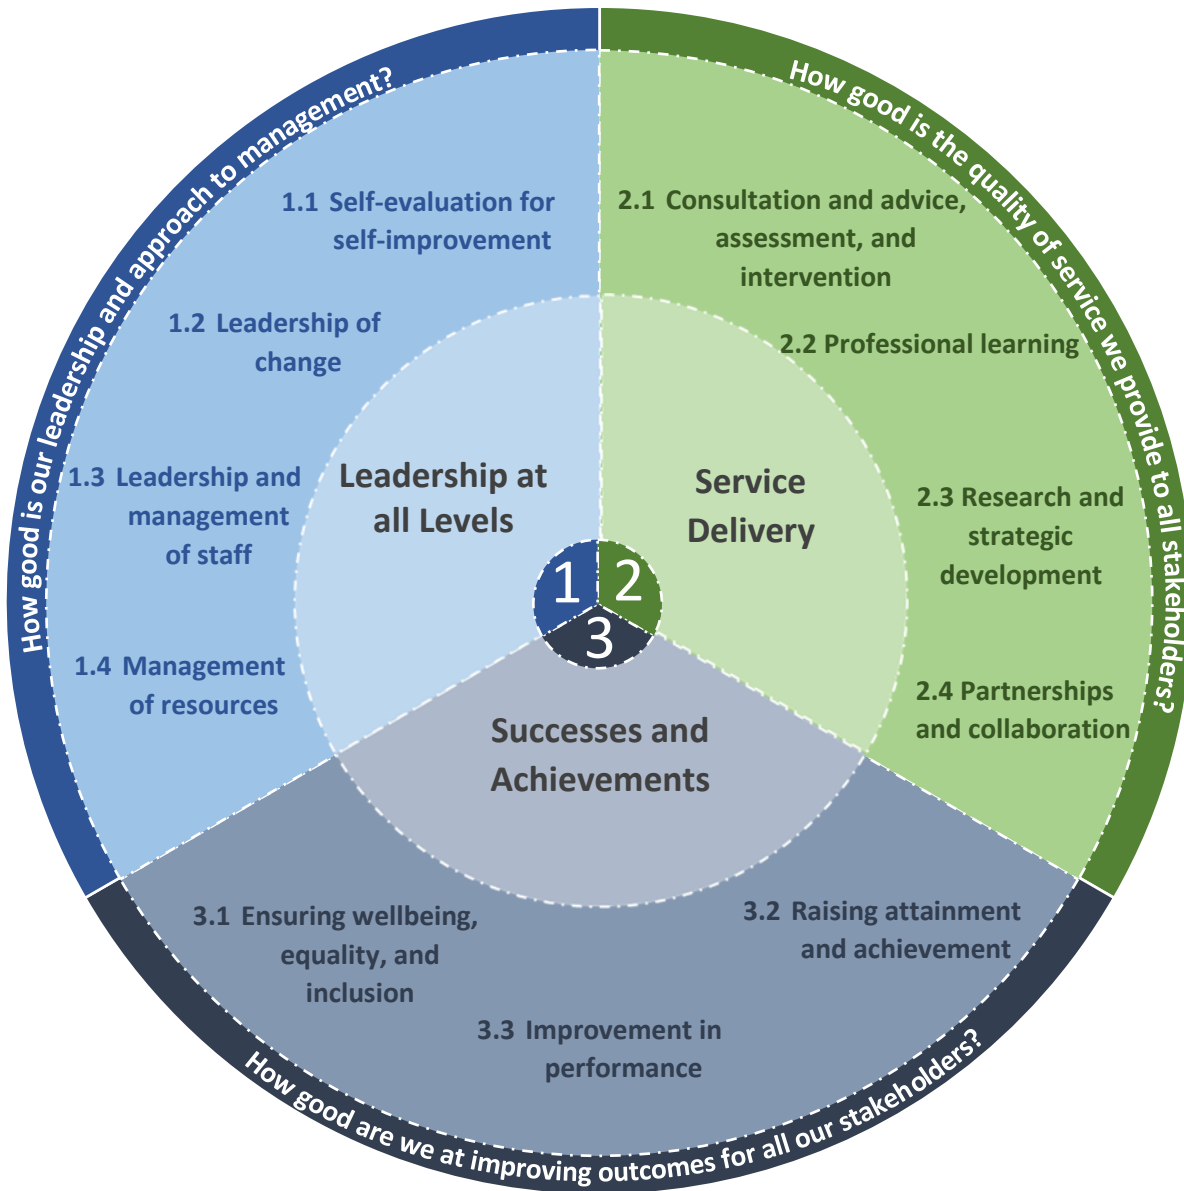 How good is our leadership and approach to management?
1.1 Self-evaluation for
self-improvement
1.2 Leadership of
change
1.3 Leadership and
management
of staff
1.4 Management
of resources
Leadership at
all Levels
1
How good is the quality of service we provide to all stakeholders?
2.1 Consultation and advice,
assessment, and
intervention
2.2 Professional learning
2.3 Research and
strategic
development
2.4 Partnerships
and collaboration
Service
Delivery
2
3
Successes and
Achievements
3.1 Ensuring wellbeing,
equality, and
inclusion
3.2 Raising attainment
and achievement
3.3 Improvement in
performance
How good are we at improving outcomes for all our stakeholders?